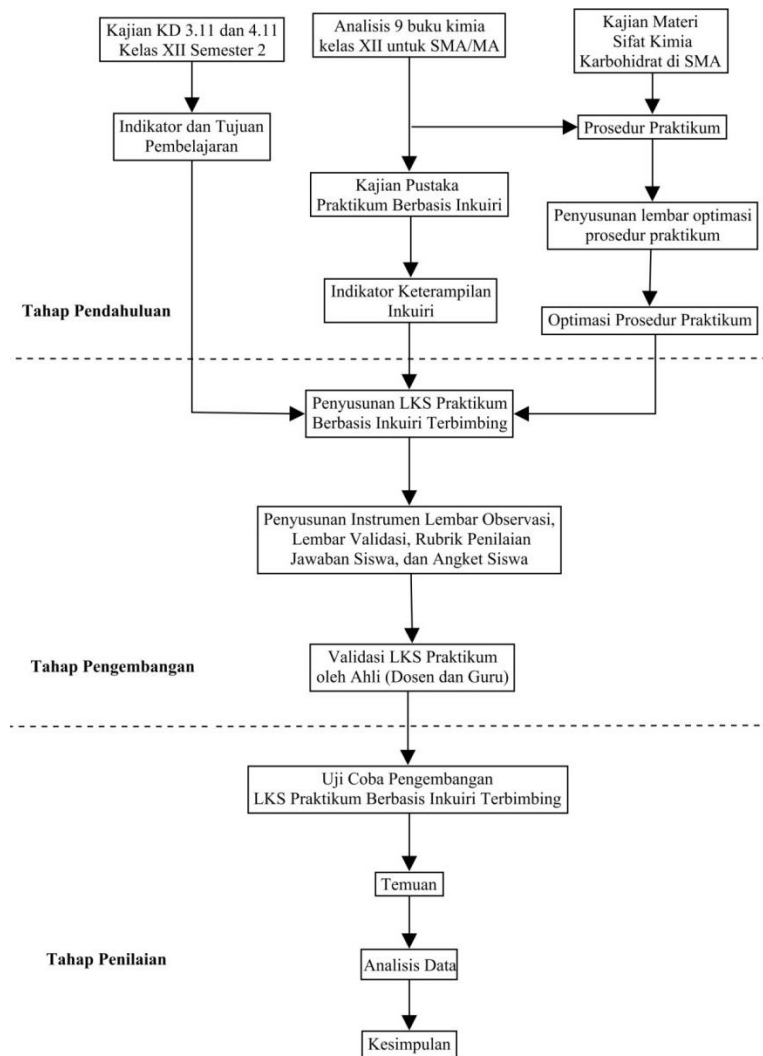 Kajian KD 3.11 dan 4.11
Kelas XII Semester 2
Analisis 9 buku kimia
kelas XII untuk SMA/MA
Kajian Materi
Sifat Kimia
Karbohidrat di SMA
Indikator dan Tujuan
Pembelajaran
Prosedur Praktikum
Kajian Pustaka
Praktikum Berbasis Inkuiri
Penyusunan lembar optimasi
prosedur praktikum
Indikator Keterampilan
Inkuiri
Tahap Pendahuluan
Optimasi Prosedur Praktikum
Penyusunan LKS Praktikum
Berbasis Inkuiri Terbimbing
Penyusunan Instrumen Lembar Observasi,
Lembar Validasi, Rubrik Penilaian
Jawaban Siswa, dan Angket Siswa
Tahap Pengembangan
Validasi LKS Praktikum
oleh Ahli (Dosen dan Guru)
Uji Coba Pengembangan
LKS Praktikum Berbasis Inkuiri Terbimbing
Temuan
Tahap Penilaian
Analisis Data
Kesimpulan